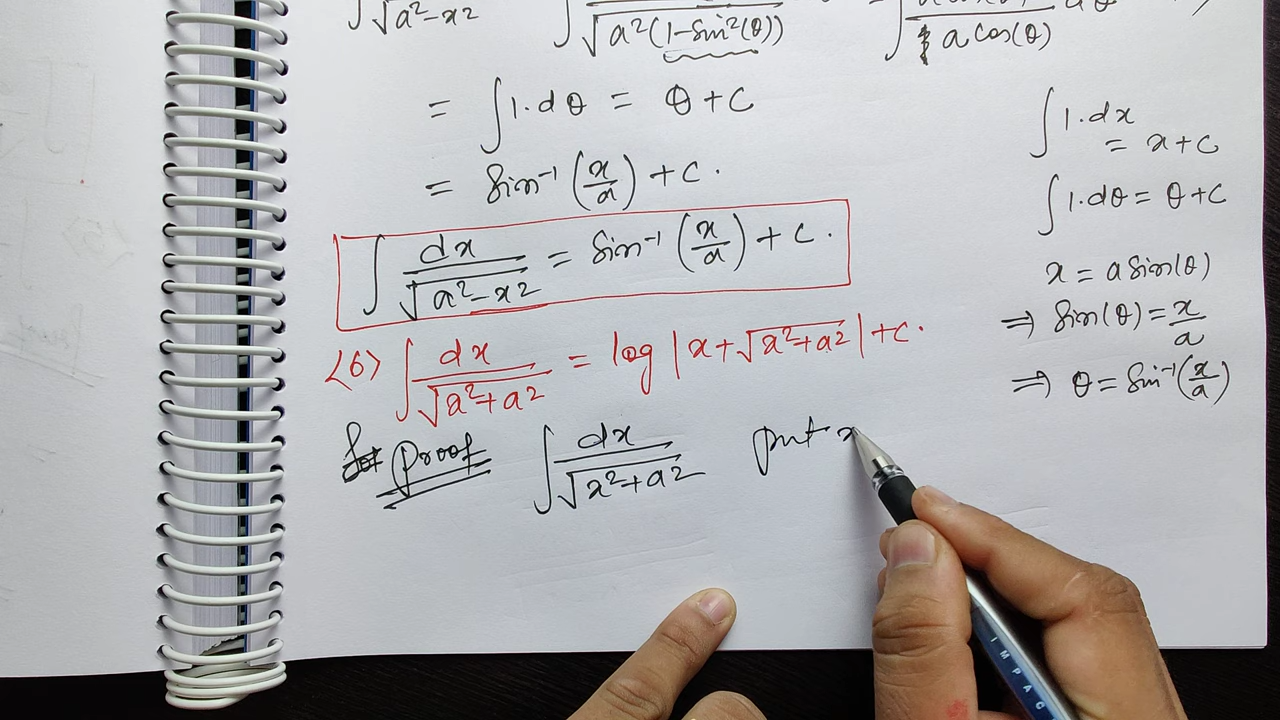 ∫ √a²-x² ∫ √a²(1-Sin²(θ)) = ∫ a Cos(θ) dθ
= ∫1.dθ = θ+c
= Sin⁻¹(x/a) + c.
∫ dx/√a²-x² = Sin⁻¹(x/a) + c.
<6> ∫ dx/√x²+a² = log |x+√x²+a²| +c.
Proof ∫ dx/√x²+a² put x
∫1.dx
= x+c
∫1.dθ = θ+c
x = a Sin(θ)
⇒ Sin(θ) = x/a
⇒ θ = Sin⁻¹(x/a)
IMPAC